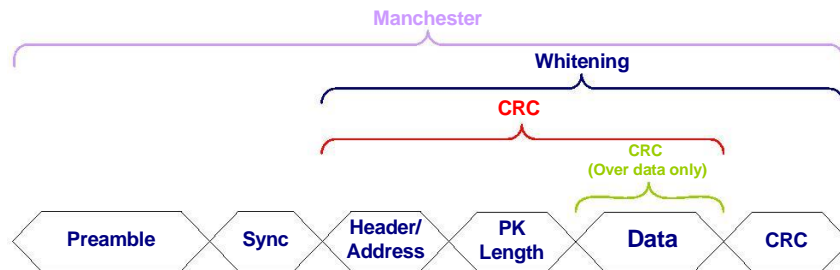 Manchester
Whitening
CRC
CRC
(Over data only)
Preamble
Sync
Header/
Address
PK
Length
Data
CRC